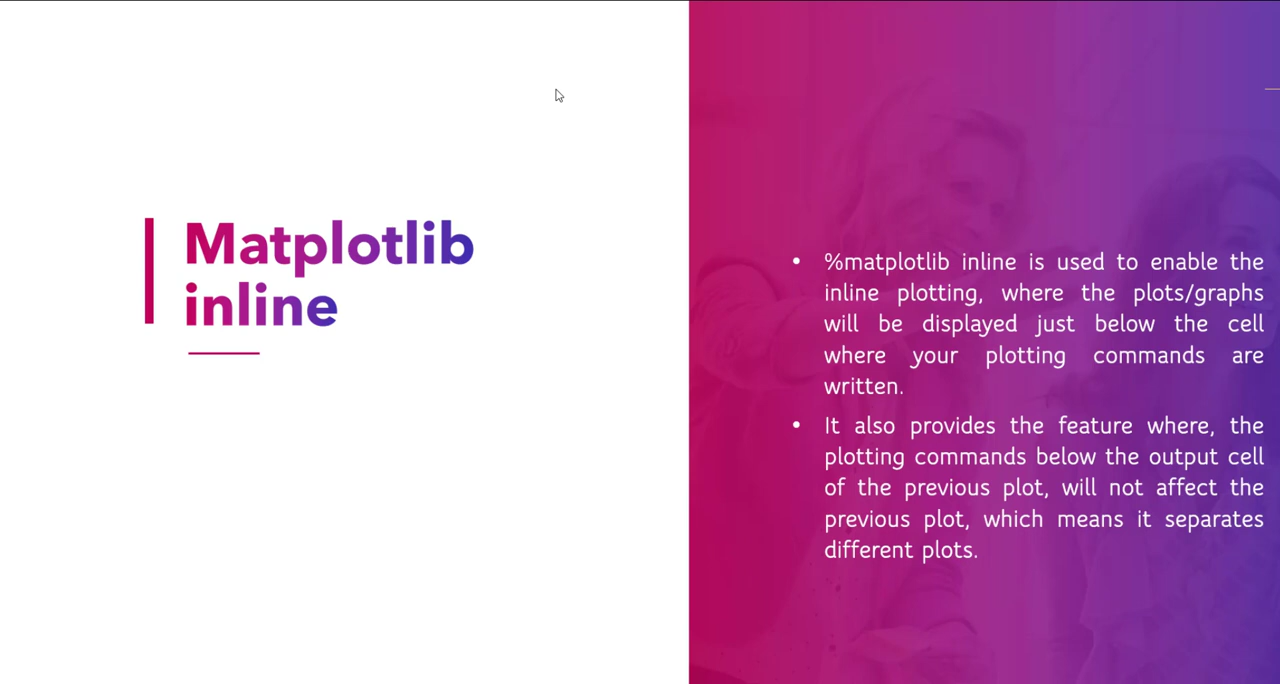 Matplotlib
inline
• %matplotlib inline is used to enable the
inline plotting, where the plots/graphs
will be displayed just below the cell
where your plotting commands are
written.
• It also provides the feature where, the
plotting commands below the output cell
of the previous plot, will not affect the
previous plot, which means it separates
different plots.